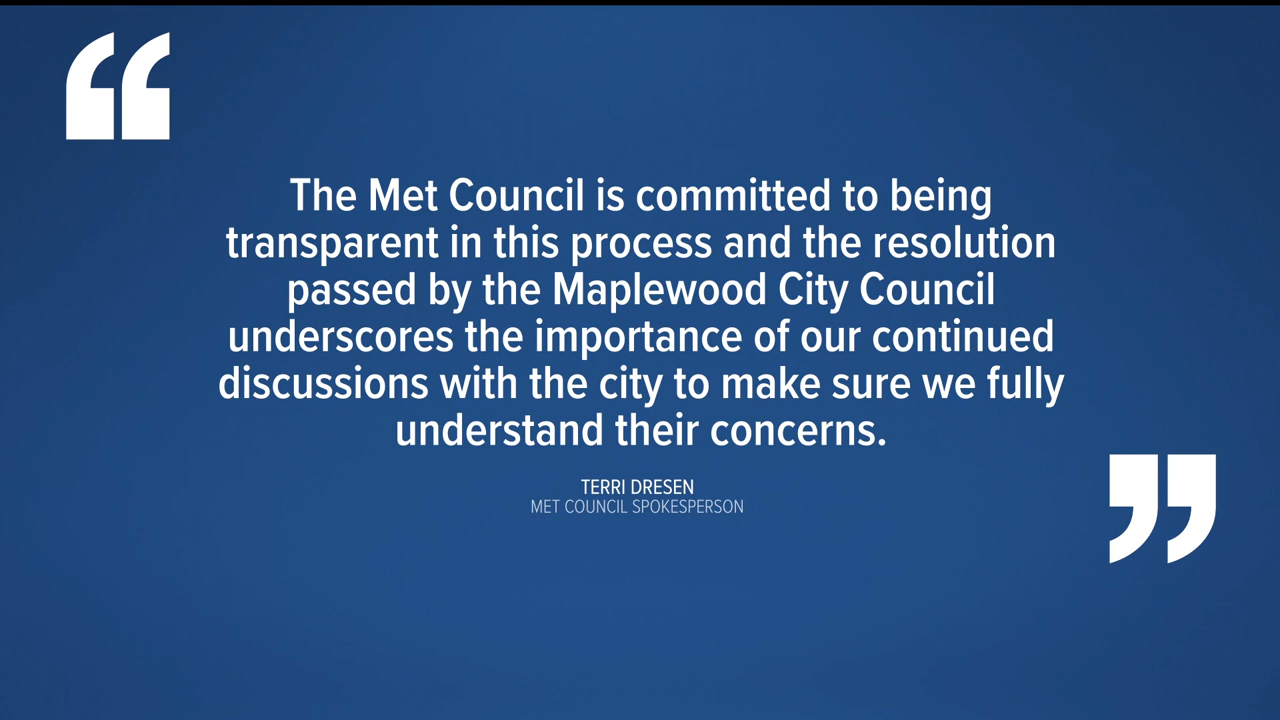 “
The Met Council is committed to being
transparent in this process and the resolution
passed by the Maplewood City Council
underscores the importance of our continued
discussions with the city to make sure we fully
understand their concerns.
”
TERRI DRESEN
MET COUNCIL SPOKESPERSON